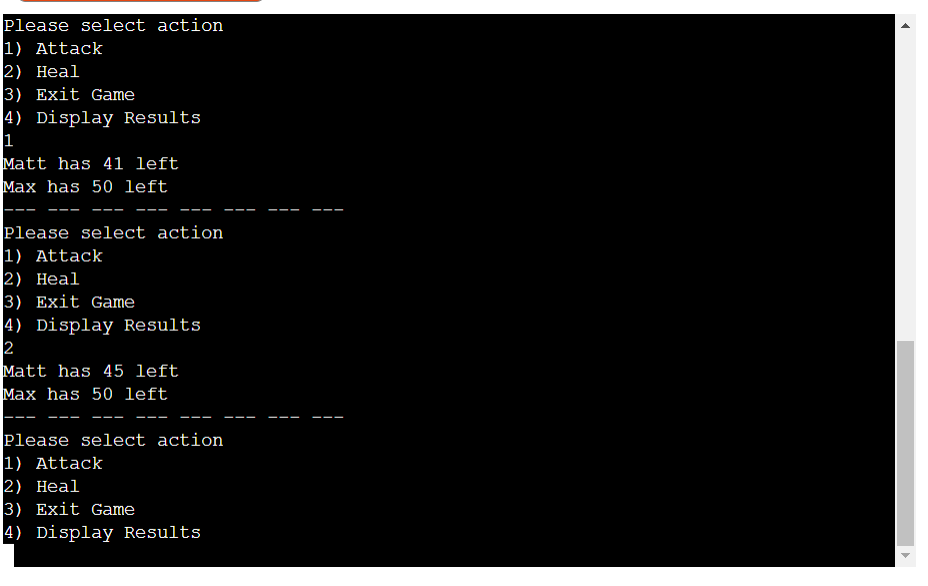 Please select action
1) Attack
2) Heal
3) Exit Game
4) Display Results
1
Matt has 41 left
Max has 50 left
--- --- --- --- --- --- --- ---
Please select action
1) Attack
2) Heal
3) Exit Game
4) Display Results
2
Matt has 45 left
Max has 50 left
--- --- --- --- --- --- --- ---
Please select action
1) Attack
2) Heal
3) Exit Game
4) Display Results